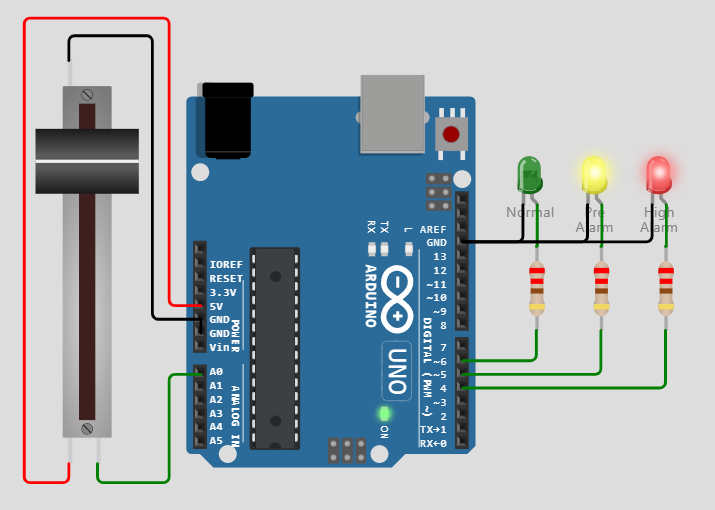 Normal
Pre
Alarm
High
Alarm
RX
TX
L
AREF
GND
13
12
~11
~10
~9
8
7
~6
~5
4
~3
2
TX→1
RX←0
DIGITAL (PWM ~)
IOREF
RESET
3.3V
5V
GND
GND
Vin
POWER
A0
A1
A2
A3
A4
A5
ANALOG IN
ARDUINO
UNO
ON